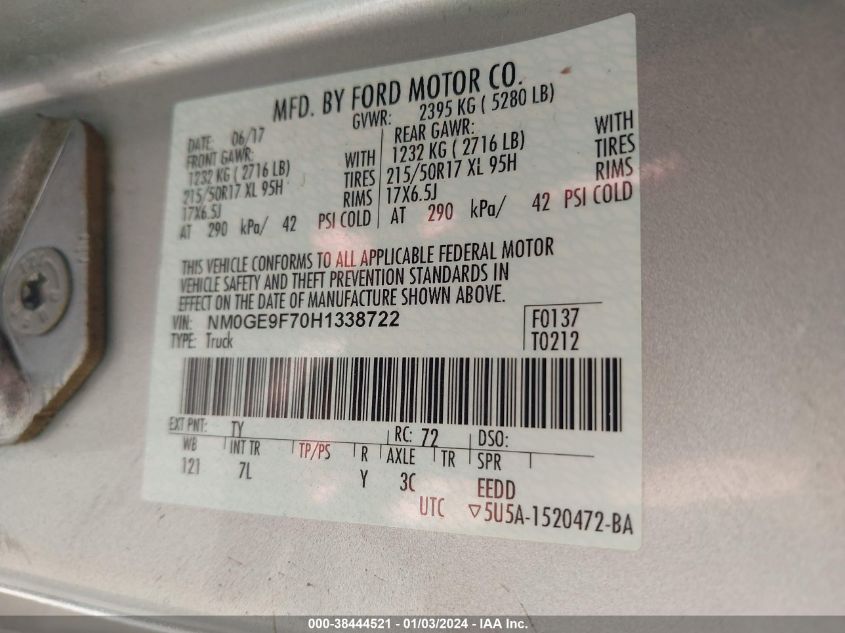 MFD. BY FORD MOTOR CO.
DATE: 06/17 GVWR: 2395 KG ( 5280 LB)
FRONT GAWR: REAR GAWR:
1232 KG ( 2716 LB) WITH 1232 KG ( 2716 LB) WITH
215/50R17 XL 95H TIRES 215/50R17 XL 95H TIRES
17X6.5J RIMS 17X6.5J RIMS
AT 290 kPa/ 42 PSI COLD AT 290 kPa/ 42 PSI COLD
THIS VEHICLE CONFORMS TO ALL APPLICABLE FEDERAL MOTOR
VEHICLE SAFETY AND THEFT PREVENTION STANDARDS IN
EFFECT ON THE DATE OF MANUFACTURE SHOWN ABOVE.
VIN: NM0GE9F70H1338722 F0137
TYPE: Truck T0212
EXT PNT: TY RC: 72 DSO:
WB INT TR TP/PS R AXLE TR SPR
121 7L Y 3C EEDD
UTC ▽5U5A-1520472-BA
000-38444521 - 01/03/2024 - IAA Inc.